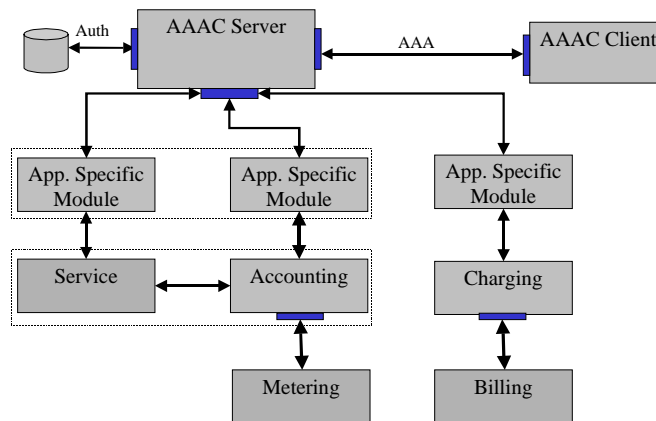 Auth
AAAC Server
AAA
AAAC Client
App. Specific
Module
App. Specific
Module
App. Specific
Module
Service
Accounting
Charging
Metering
Billing